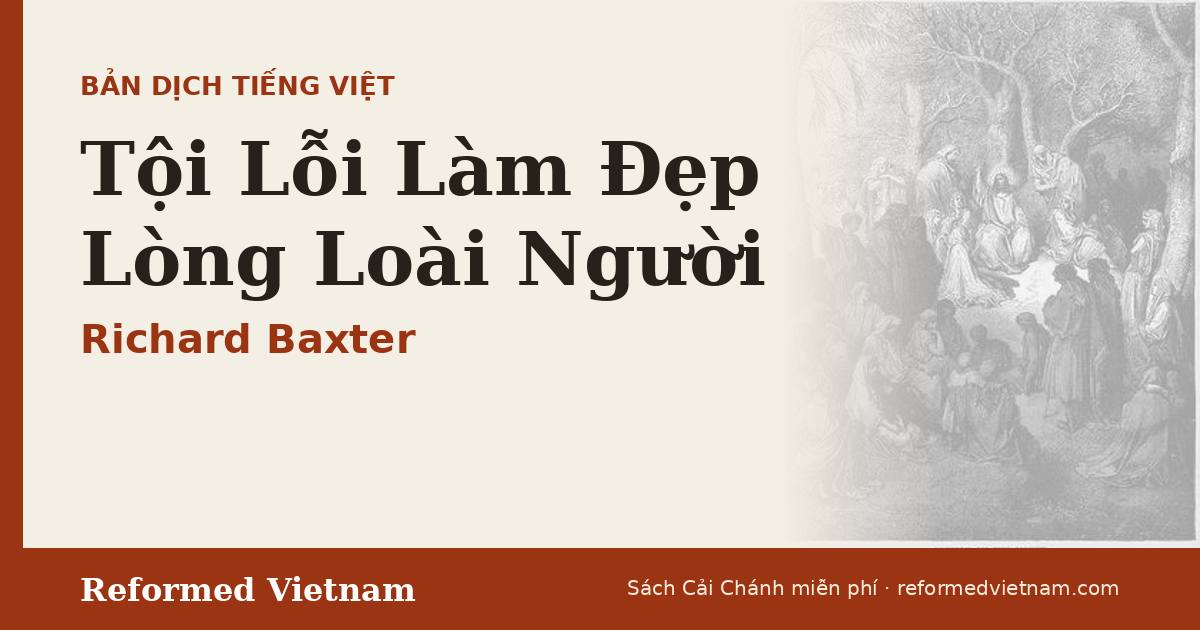 BẢN DỊCH TIẾNG VIỆT
Tội Lỗi Làm Đẹp
Lòng Loài Người
Richard Baxter
Reformed Vietnam
Sách Cải Chánh miễn phí · reformedvietnam.com